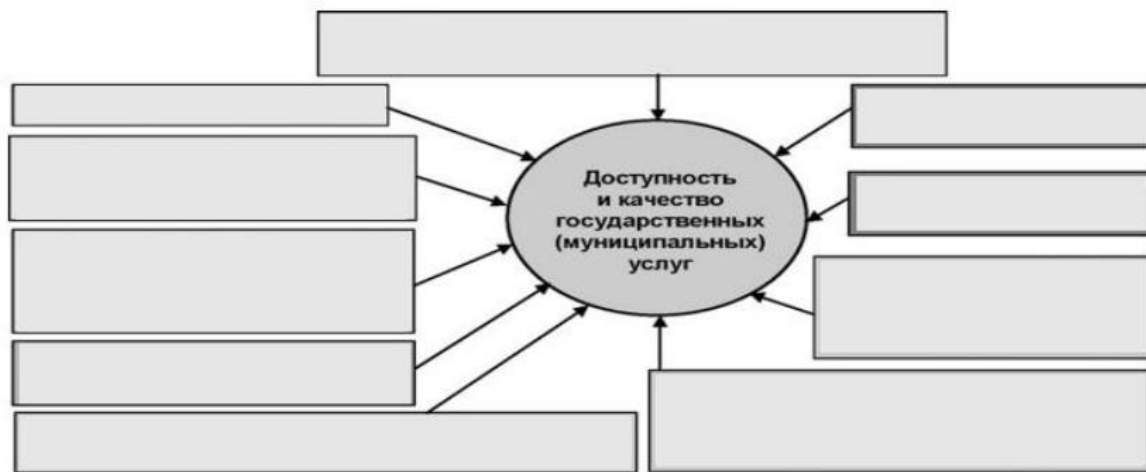 Доступность
и качество
государственных
(муниципальных)
услуг